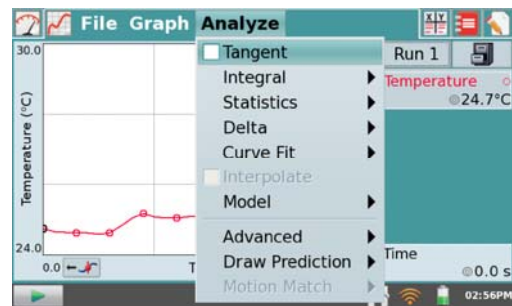 File Graph Analyze
X Y
30.0
Temperature (°C)
24.0
0.0
T
Tangent
Integral
Statistics
Delta
Curve Fit
Interpolate
Model
Advanced
Draw Prediction
Motion Match
Run 1
Temperature
24.7°C
Time
0.0 s
02:56PM